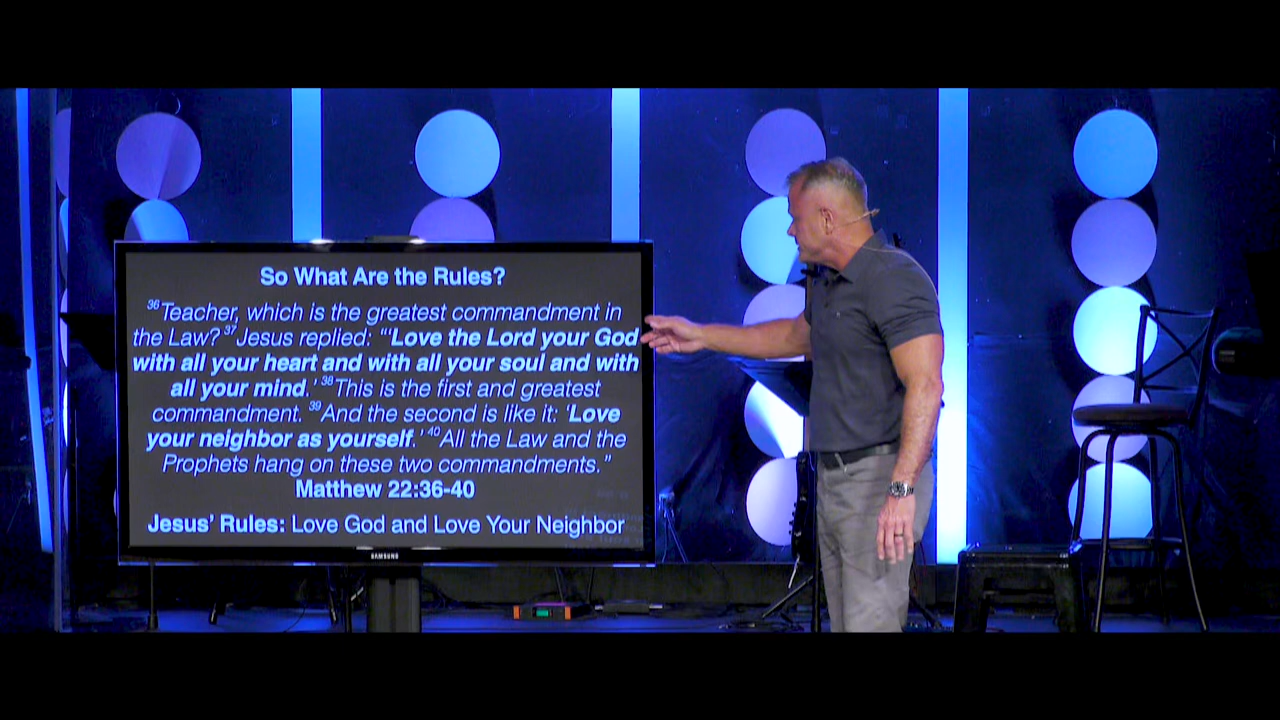 So What Are the Rules?
³⁶Teacher, which is the greatest commandment in
the Law? ³⁷Jesus replied: “‘Love the Lord your God
with all your heart and with all your soul and with
all your mind.’ ³⁸This is the first and greatest
commandment. ³⁹And the second is like it: ‘Love
your neighbor as yourself.’ ⁴⁰All the Law and the
Prophets hang on these two commandments.”
Matthew 22:36-40
Jesus’ Rules: Love God and Love Your Neighbor
SAMSUNG